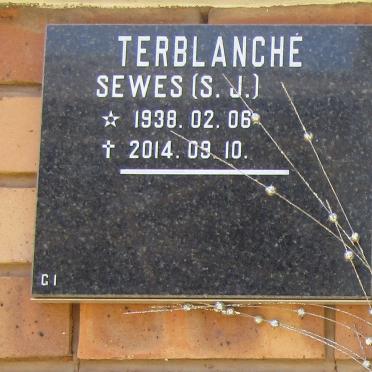 TERBLANCHÉ
SEWES (S. J.)
☆ 1938. 02. 06
✝ 2014. 09. 10.
C1